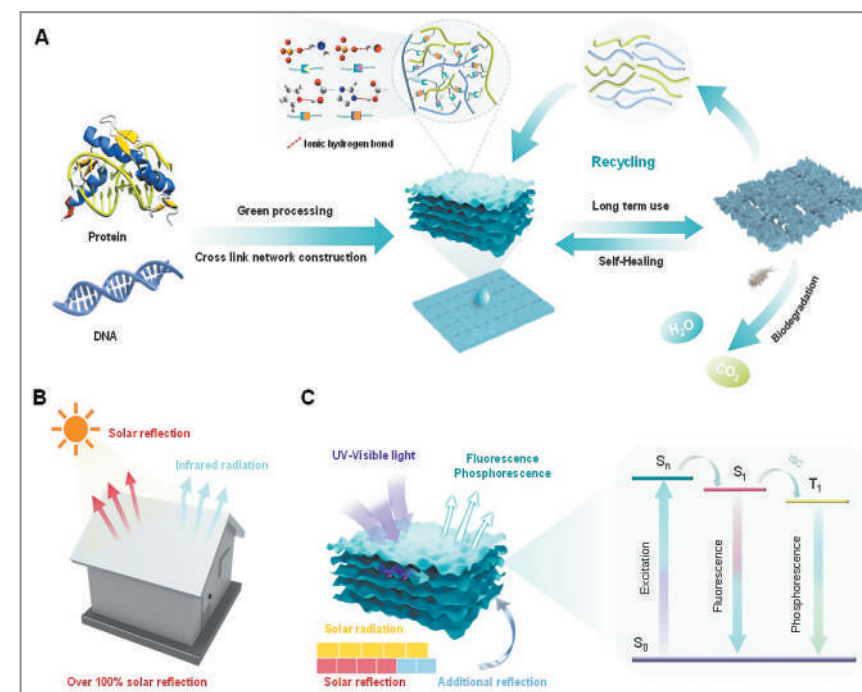 A
Ionic hydrogen bond
Protein
DNA
Green processing
Cross link network construction
Recycling
Long term use
Self-Healing
Biodegradation
H₂O
CO₂
B
Solar reflection
Infrared radiation
Over 100% solar reflection
C
UV-Visible light
Fluorescence
Phosphorescence
Solar radiation
Solar reflection
Additional reflection
Sₙ
S₁
ISC
T₁
Excitation
Fluorescence
Phosphorescence
S₀